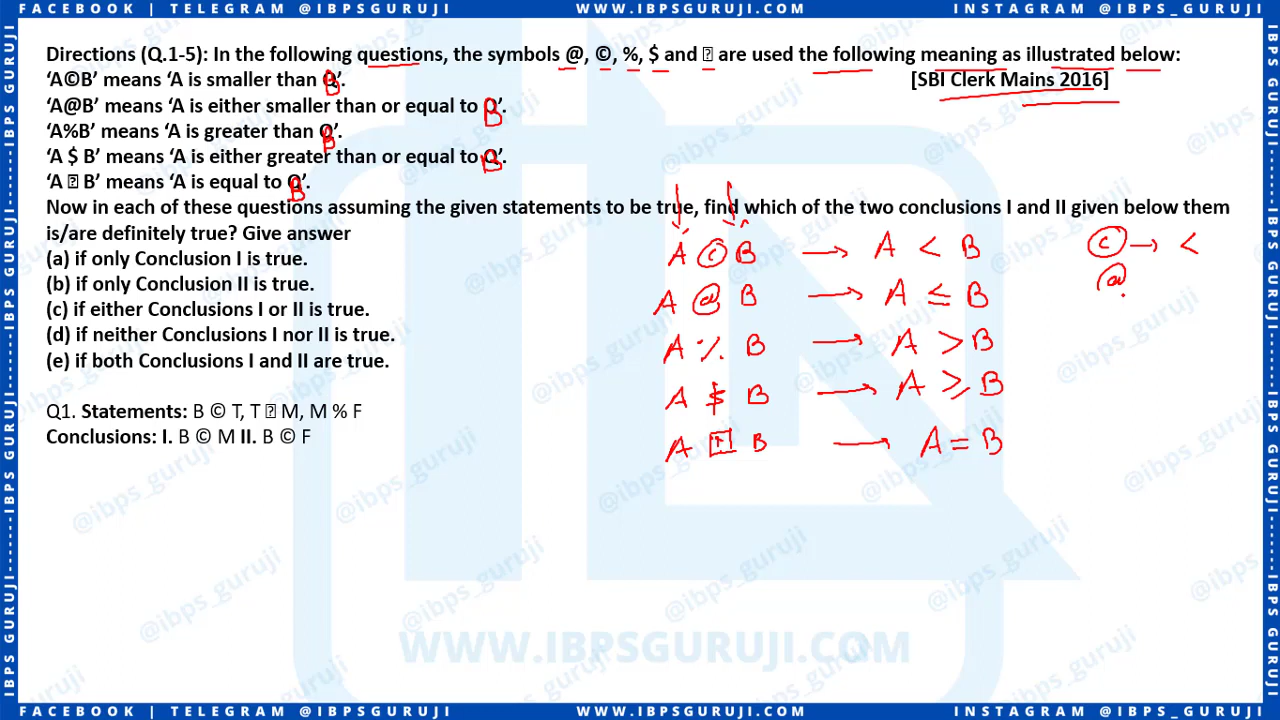 FACEBOOK | TELEGRAM @IBPSGURUJI WWW.IBPSGURUJI.COM INSTAGRAM @IBPS_GURUJI
Directions (Q.1-5): In the following questions, the symbols @, ©, %, $ and ⍰ are used the following meaning as illustrated below:
‘A©B’ means ‘A is smaller than B’. [SBI Clerk Mains 2016]
‘A@B’ means ‘A is either smaller than or equal to B’.
‘A%B’ means ‘A is greater than B’.
‘A $ B’ means ‘A is either greater than or equal to B’.
‘A ⍰ B’ means ‘A is equal to B’.
Now in each of these questions assuming the given statements to be true, find which of the two conclusions I and II given below them
is/are definitely true? Give answer
(a) if only Conclusion I is true.
(b) if only Conclusion II is true.
(c) if either Conclusions I or II is true.
(d) if neither Conclusions I nor II is true.
(e) if both Conclusions I and II are true.
Q1. Statements: B © T, T ⍰ M, M % F
Conclusions: I. B © M II. B © F
A © B → A < B
A @ B → A ≤ B
A % B → A > B
A $ B → A ≥ B
A ⍰ B → A = B
© → <
@
WWW.IBPSGURUJI.COM
@ibps_guruji
IBPS GURUJI
IBPS GURUJI
FACEBOOK | TELEGRAM @IBPSGURUJI WWW.IBPSGURUJI.COM INSTAGRAM @IBPS_GURUJI